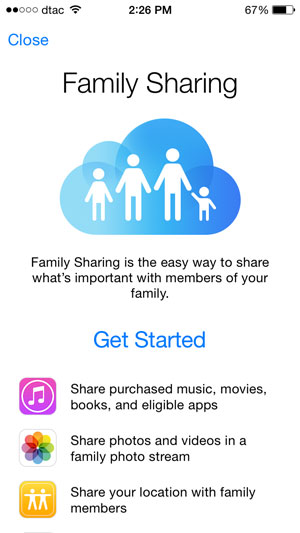 dtac 2:26 PM 67%
Close
Family Sharing
Family Sharing is the easy way to share
what's important with members of your
family.
Get Started
Share purchased music, movies,
books, and eligible apps
Share photos and videos in a
family photo stream
Share your location with family
members